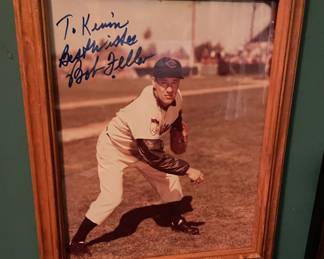 To Kevin
Best Wishes
Bob Feller